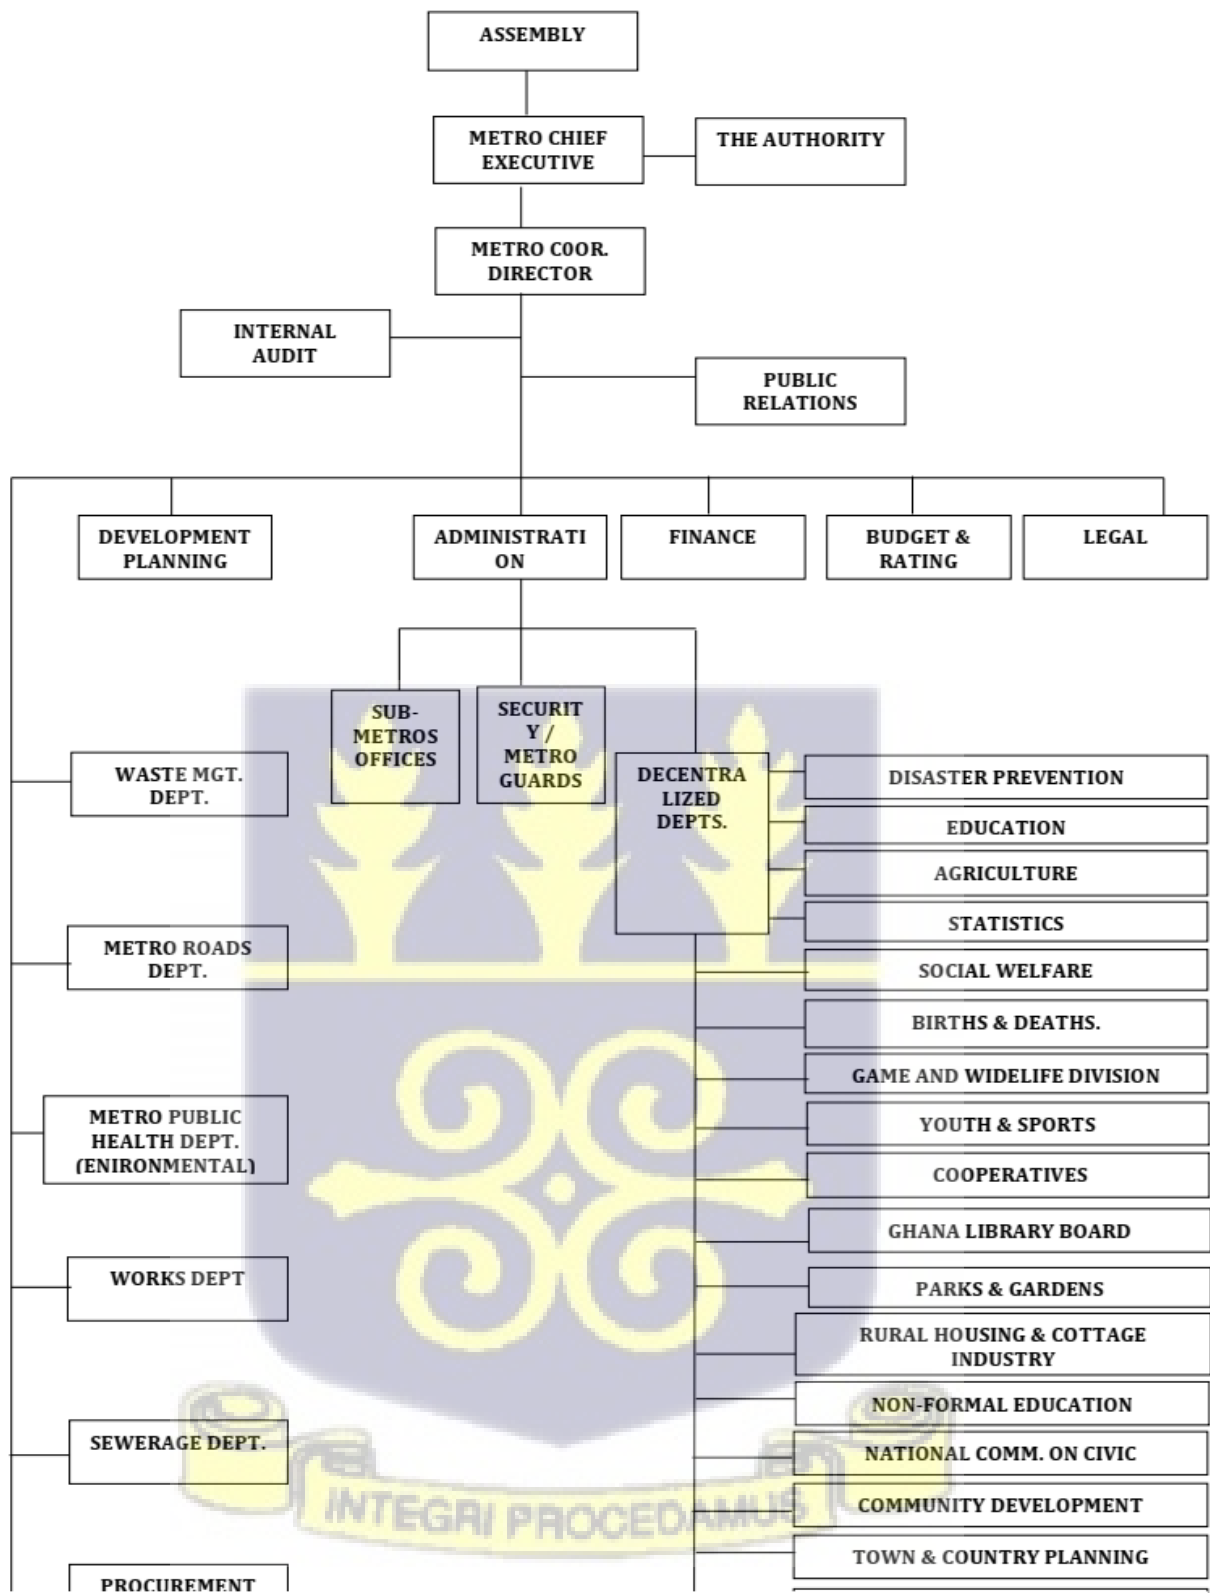 ASSEMBLY
METRO CHIEF
EXECUTIVE
THE AUTHORITY
METRO C0OR.
DIRECTOR
INTERNAL
AUDIT
PUBLIC
RELATIONS
DEVELOPMENT
PLANNING
ADMINISTRATI
ON
FINANCE
BUDGET &
RATING
LEGAL
SUB-
METROS
OFFICES
SECURIT
Y /
METRO
GUARDS
DECENTRA
LIZED
DEPTS.
WASTE MGT.
DEPT.
METRO ROADS
DEPT.
METRO PUBLIC
HEALTH DEPT.
(ENIRONMENTAL)
WORKS DEPT
SEWERAGE DEPT.
PROCUREMENT
DISASTER PREVENTION
EDUCATION
AGRICULTURE
STATISTICS
SOCIAL WELFARE
BIRTHS & DEATHS.
GAME AND WIDELIFE DIVISION
YOUTH & SPORTS
COOPERATIVES
GHANA LIBRARY BOARD
PARKS & GARDENS
RURAL HOUSING & COTTAGE
INDUSTRY
NON-FORMAL EDUCATION
NATIONAL COMM. ON CIVIC
COMMUNITY DEVELOPMENT
TOWN & COUNTRY PLANNING
INTEGRI PROCEDAMUS